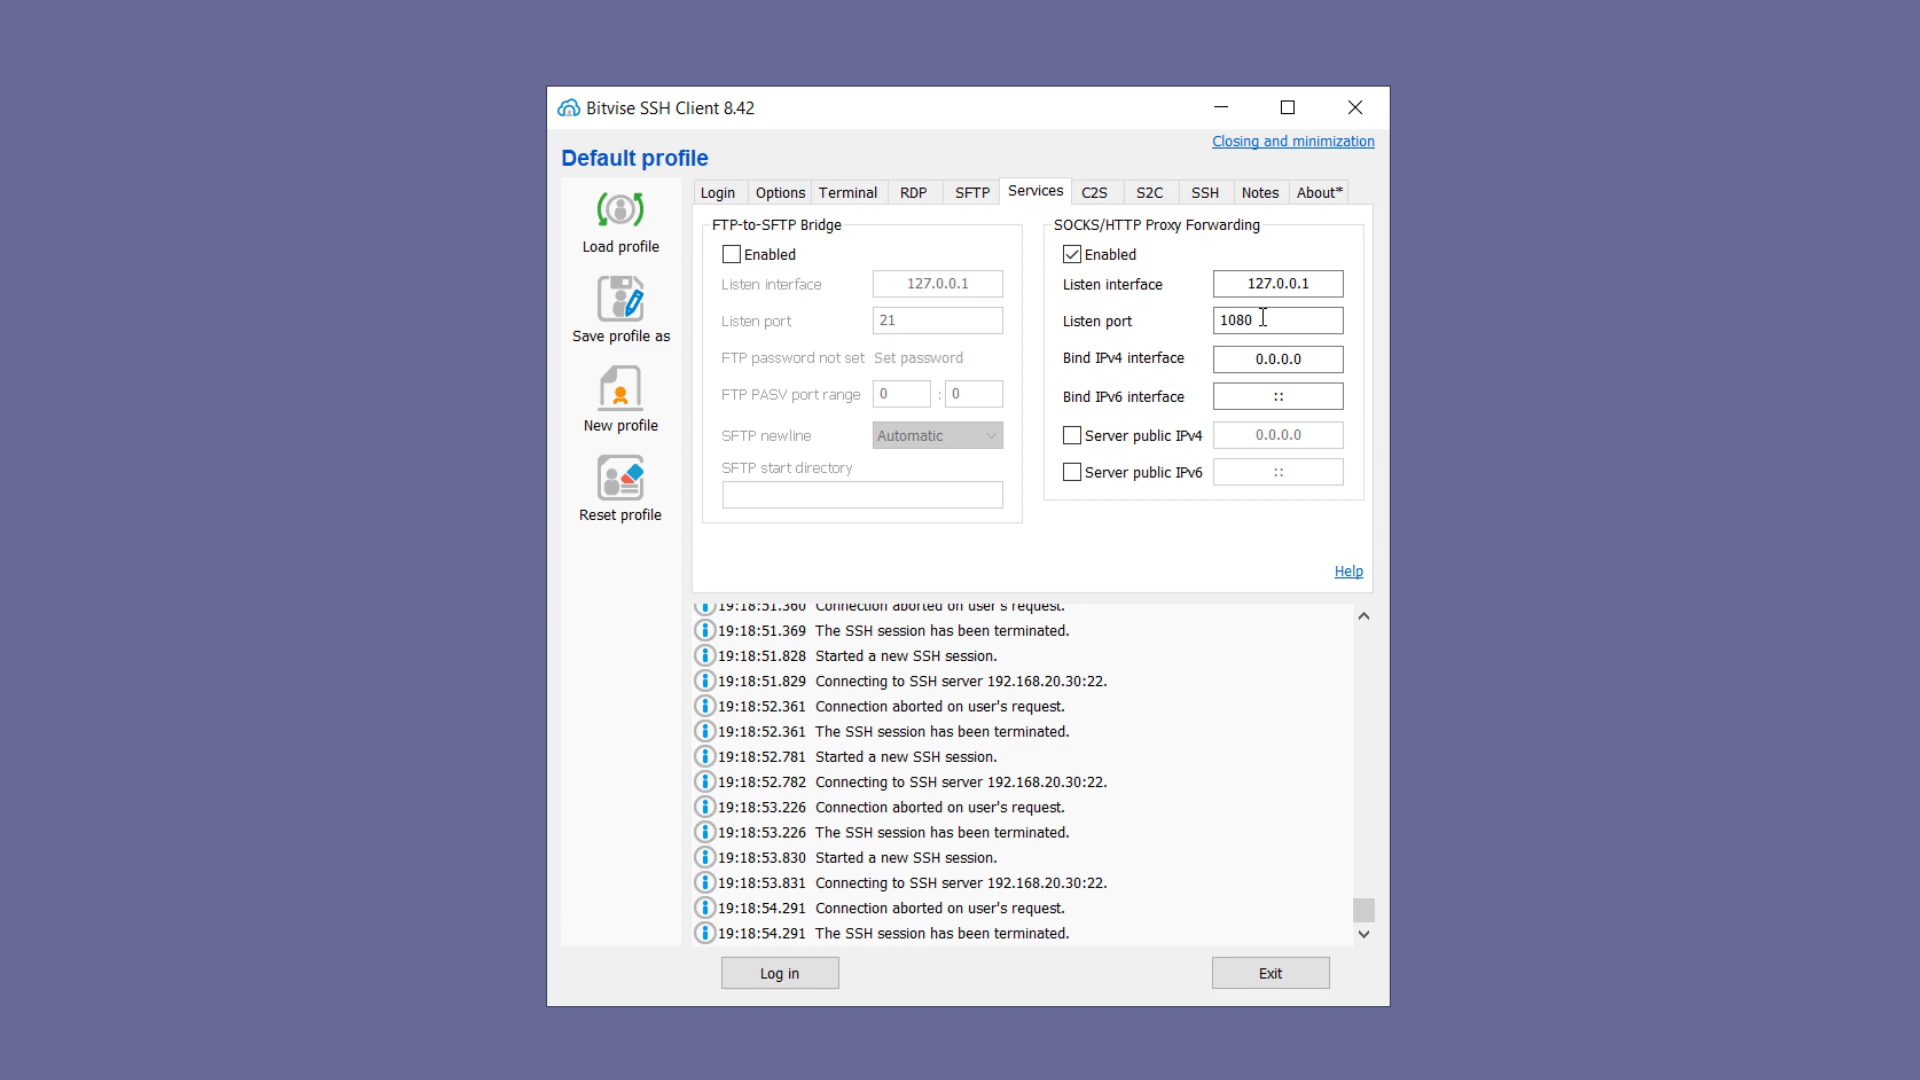 Bitvise SSH Client 8.42
Closing and minimization
Default profile
Load profile
Save profile as
New profile
Reset profile
Login Options Terminal RDP SFTP Services C2S S2C SSH Notes About*
FTP-to-SFTP Bridge
Enabled
Listen interface 127.0.0.1
Listen port 21
FTP password not set Set password
FTP PASV port range 0 : 0
SFTP newline Automatic
SFTP start directory
SOCKS/HTTP Proxy Forwarding
Enabled
Listen interface 127.0.0.1
Listen port 1080
Bind IPv4 interface 0.0.0.0
Bind IPv6 interface ::
Server public IPv4 0.0.0.0
Server public IPv6 ::
Help
19:18:51.360 Connection aborted on user's request.
19:18:51.369 The SSH session has been terminated.
19:18:51.828 Started a new SSH session.
19:18:51.829 Connecting to SSH server 192.168.20.30:22.
19:18:52.361 Connection aborted on user's request.
19:18:52.361 The SSH session has been terminated.
19:18:52.781 Started a new SSH session.
19:18:52.782 Connecting to SSH server 192.168.20.30:22.
19:18:53.226 Connection aborted on user's request.
19:18:53.226 The SSH session has been terminated.
19:18:53.830 Started a new SSH session.
19:18:53.831 Connecting to SSH server 192.168.20.30:22.
19:18:54.291 Connection aborted on user's request.
19:18:54.291 The SSH session has been terminated.
Log in
Exit